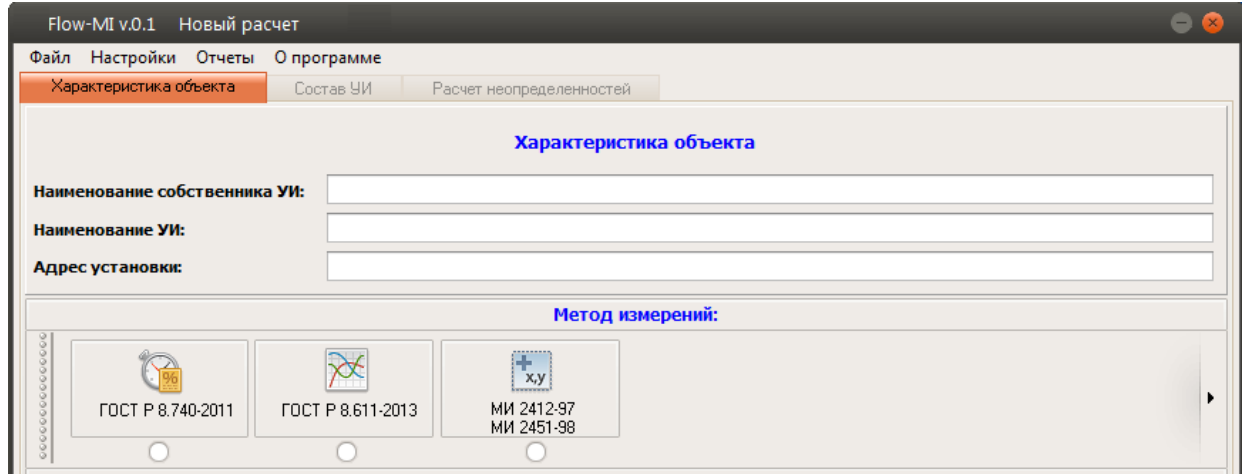 Flow-MI v.0.1 Новый расчет
Файл Настройки Отчеты О программе
Характеристика объекта Состав УИ Расчет неопределенностей
Характеристика объекта
Наименование собственника УИ:
Наименование УИ:
Адрес установки:
Метод измерений:
%
x,y
ГОСТ Р 8.740-2011 ГОСТ Р 8.611-2013 МИ 2412-97
МИ 2451-98